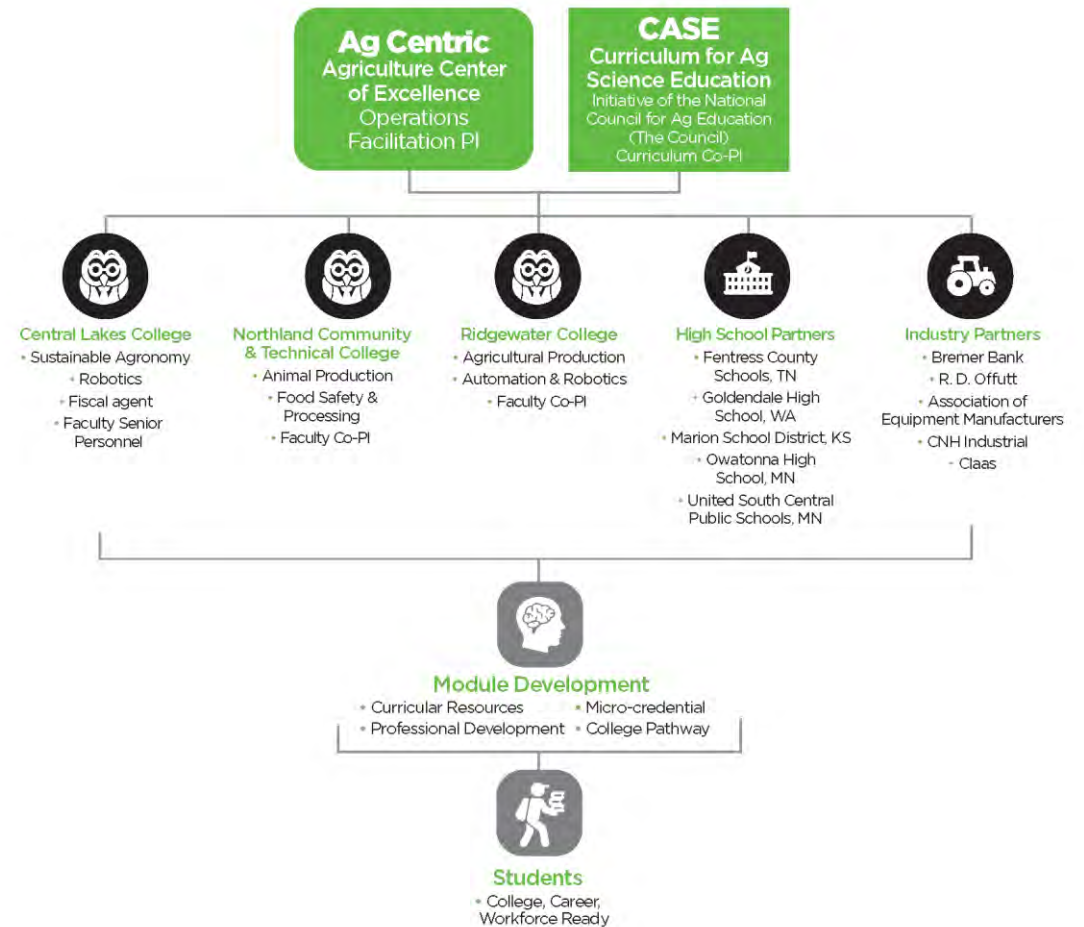 Ag Centric
Agriculture Center
of Excellence
Operations
Facilitation PI
CASE
Curriculum for Ag
Science Education
Initiative of the National
Council for Ag Education
(The Council)
Curriculum Co-PI
Central Lakes College
• Sustainable Agronomy
• Robotics
• Fiscal agent
• Faculty Senior
Personnel
Northland Community
& Technical College
• Animal Production
• Food Safety &
Processing
• Faculty Co-PI
Ridgewater College
• Agricultural Production
• Automation & Robotics
• Faculty Co-PI
High School Partners
• Fentress County
Schools, TN
• Goldendale High
School, WA
• Marion School District, KS
• Owatonna High
School, MN
• United South Central
Public Schools, MN
Industry Partners
• Bremer Bank
• R. D. Offutt
• Association of
Equipment Manufacturers
• CNH Industrial
• Claas
Module Development
• Curricular Resources
• Professional Development
• Micro-credential
• College Pathway
Students
• College, Career,
Workforce Ready